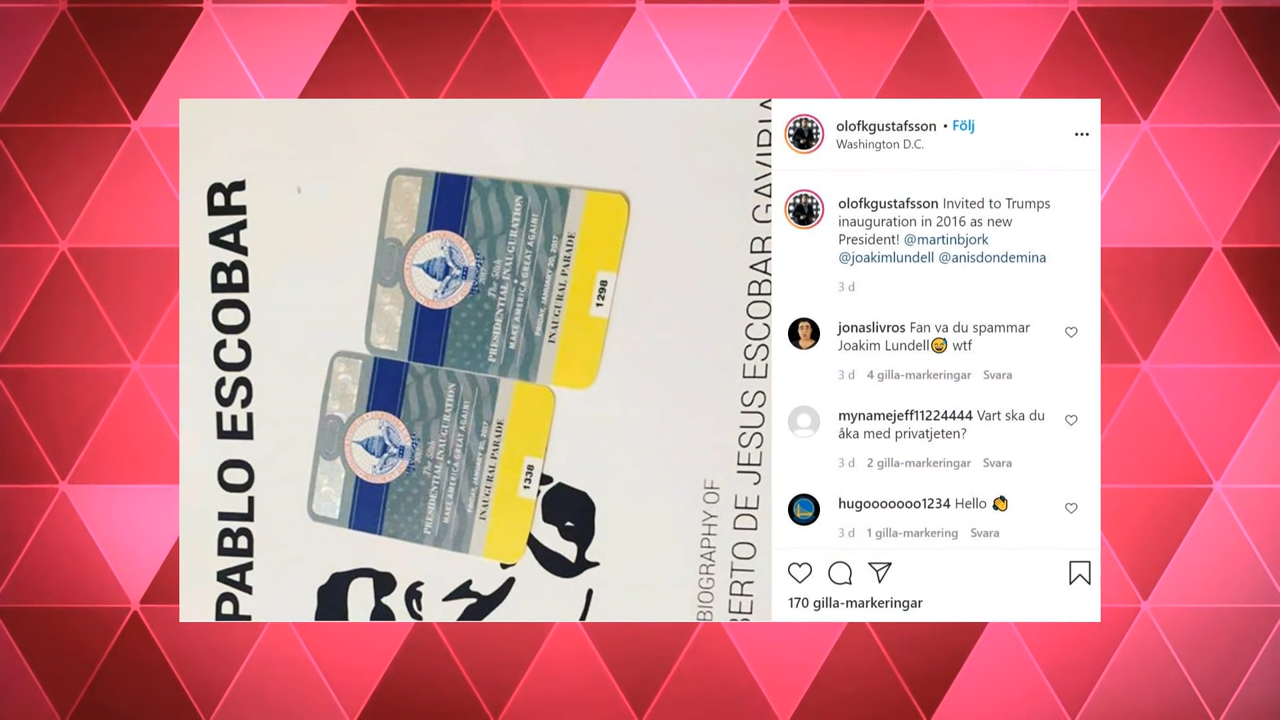 PABLO ESCOBAR
The 58th
PRESIDENTIAL INAUGURATION
MAKE AMERICA GREAT AGAIN!
FRIDAY, JANUARY 20, 2017
INAUGURAL PARADE
1298
The 58th
PRESIDENTIAL INAUGURATION
MAKE AMERICA GREAT AGAIN!
FRIDAY, JANUARY 20, 2017
INAUGURAL PARADE
1338
BIOGRAPHY OF
BERTO DE JESUS ESCOBAR GAVIRIA
olofkgustafsson • Följ
Washington D.C.
olofkgustafsson Invited to Trumps
inauguration in 2016 as new
President! @martinbjork
@joakimlundell @anisdondemina
3 d
jonaslivros Fan va du spammar
Joakim Lundell😅 wtf
3 d 4 gilla-markeringar Svara
mynamejeff11224444 Vart ska du
åka med privatjeten?
3 d 2 gilla-markeringar Svara
hugooooooo1234 Hello 👏
3 d 1 gilla-markering Svara
170 gilla-markeringar